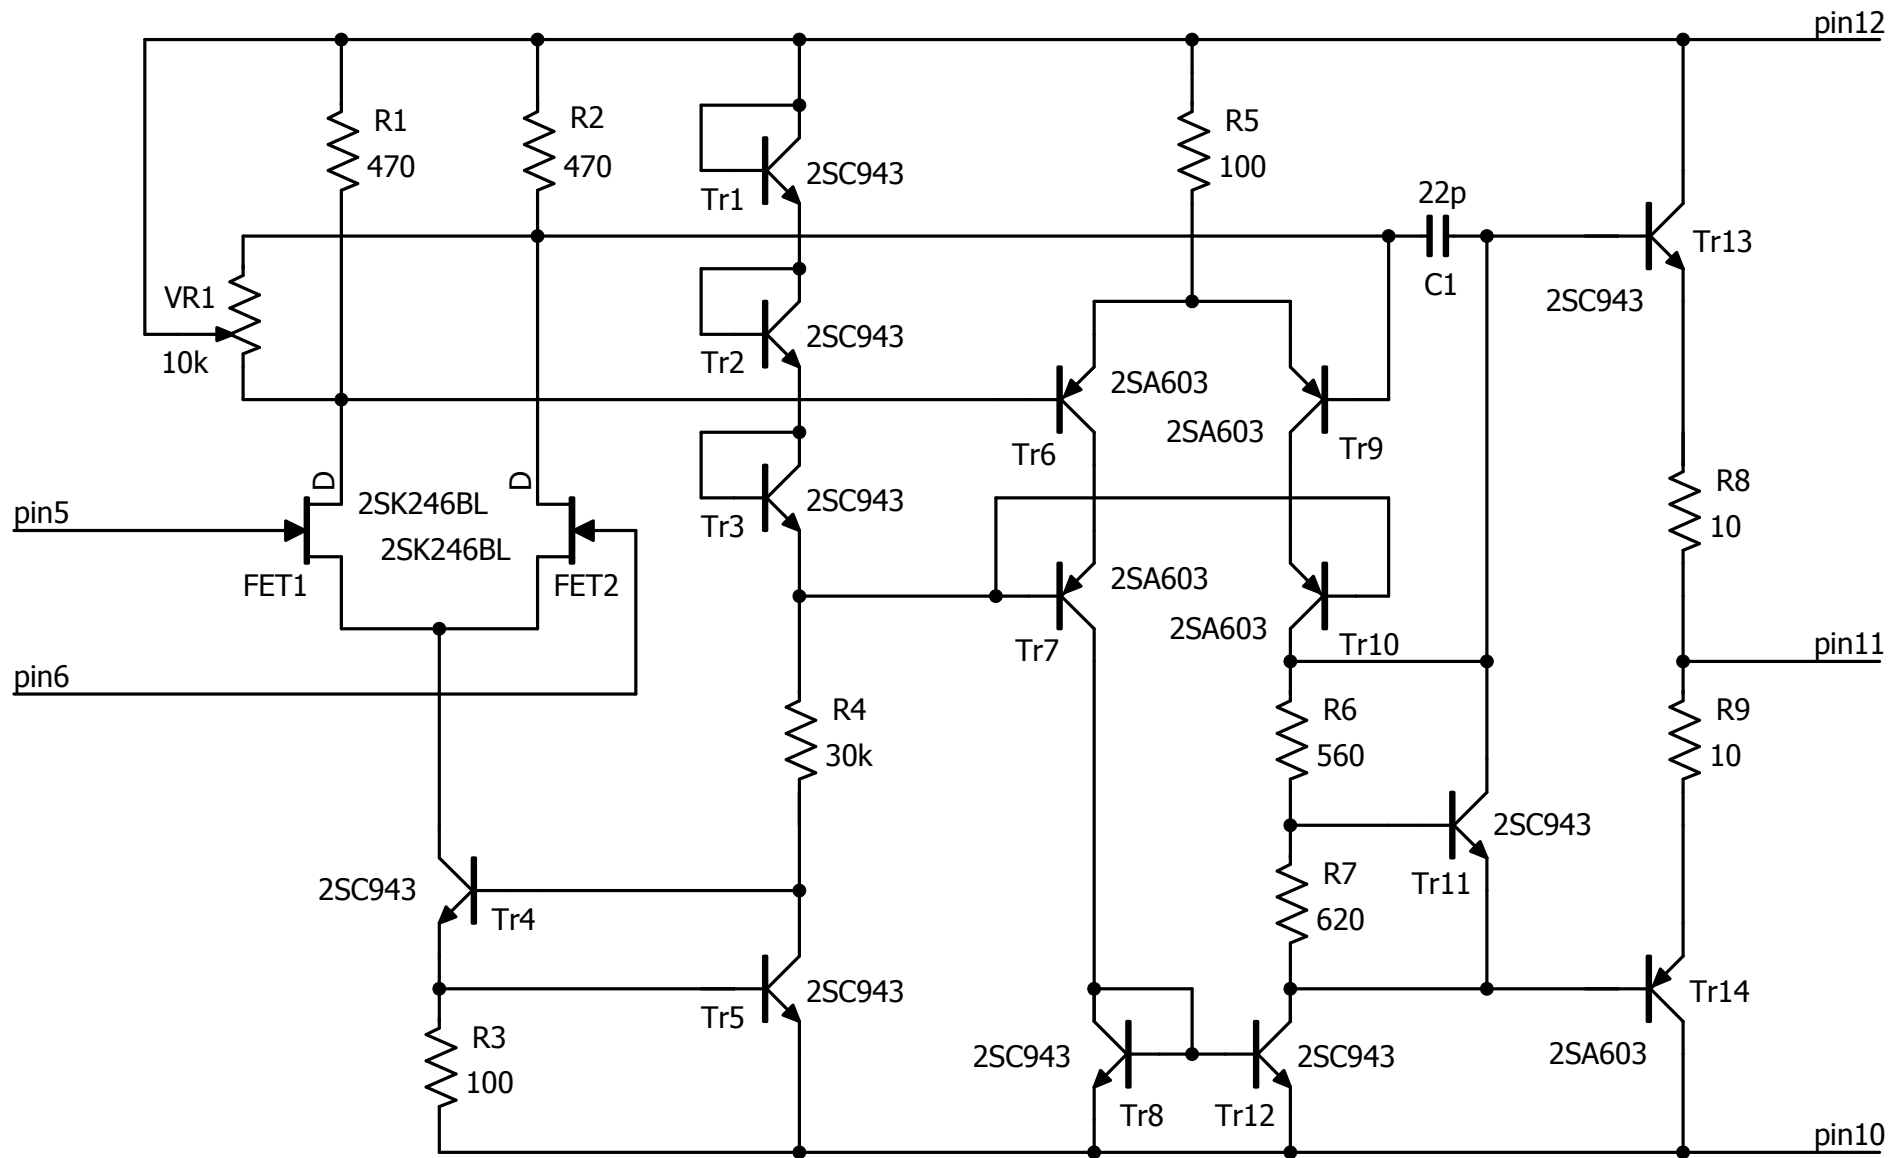 pin12
R1
470
R2
470
R5
100
2SC943
Tr1
22p
C1
Tr13
2SC943
VR1
10k
2SC943
Tr2
2SA603
2SA603
Tr6
Tr9
D
D
2SK246BL
2SK246BL
2SC943
Tr3
R8
10
pin5
FET1
FET2
2SA603
2SA603
Tr7
Tr10
pin11
pin6
R4
30k
R6
560
R9
10
2SC943
Tr11
2SC943
Tr4
R7
620
2SC943
Tr5
Tr14
2SA603
R3
100
2SC943
Tr8
2SC943
Tr12
pin10